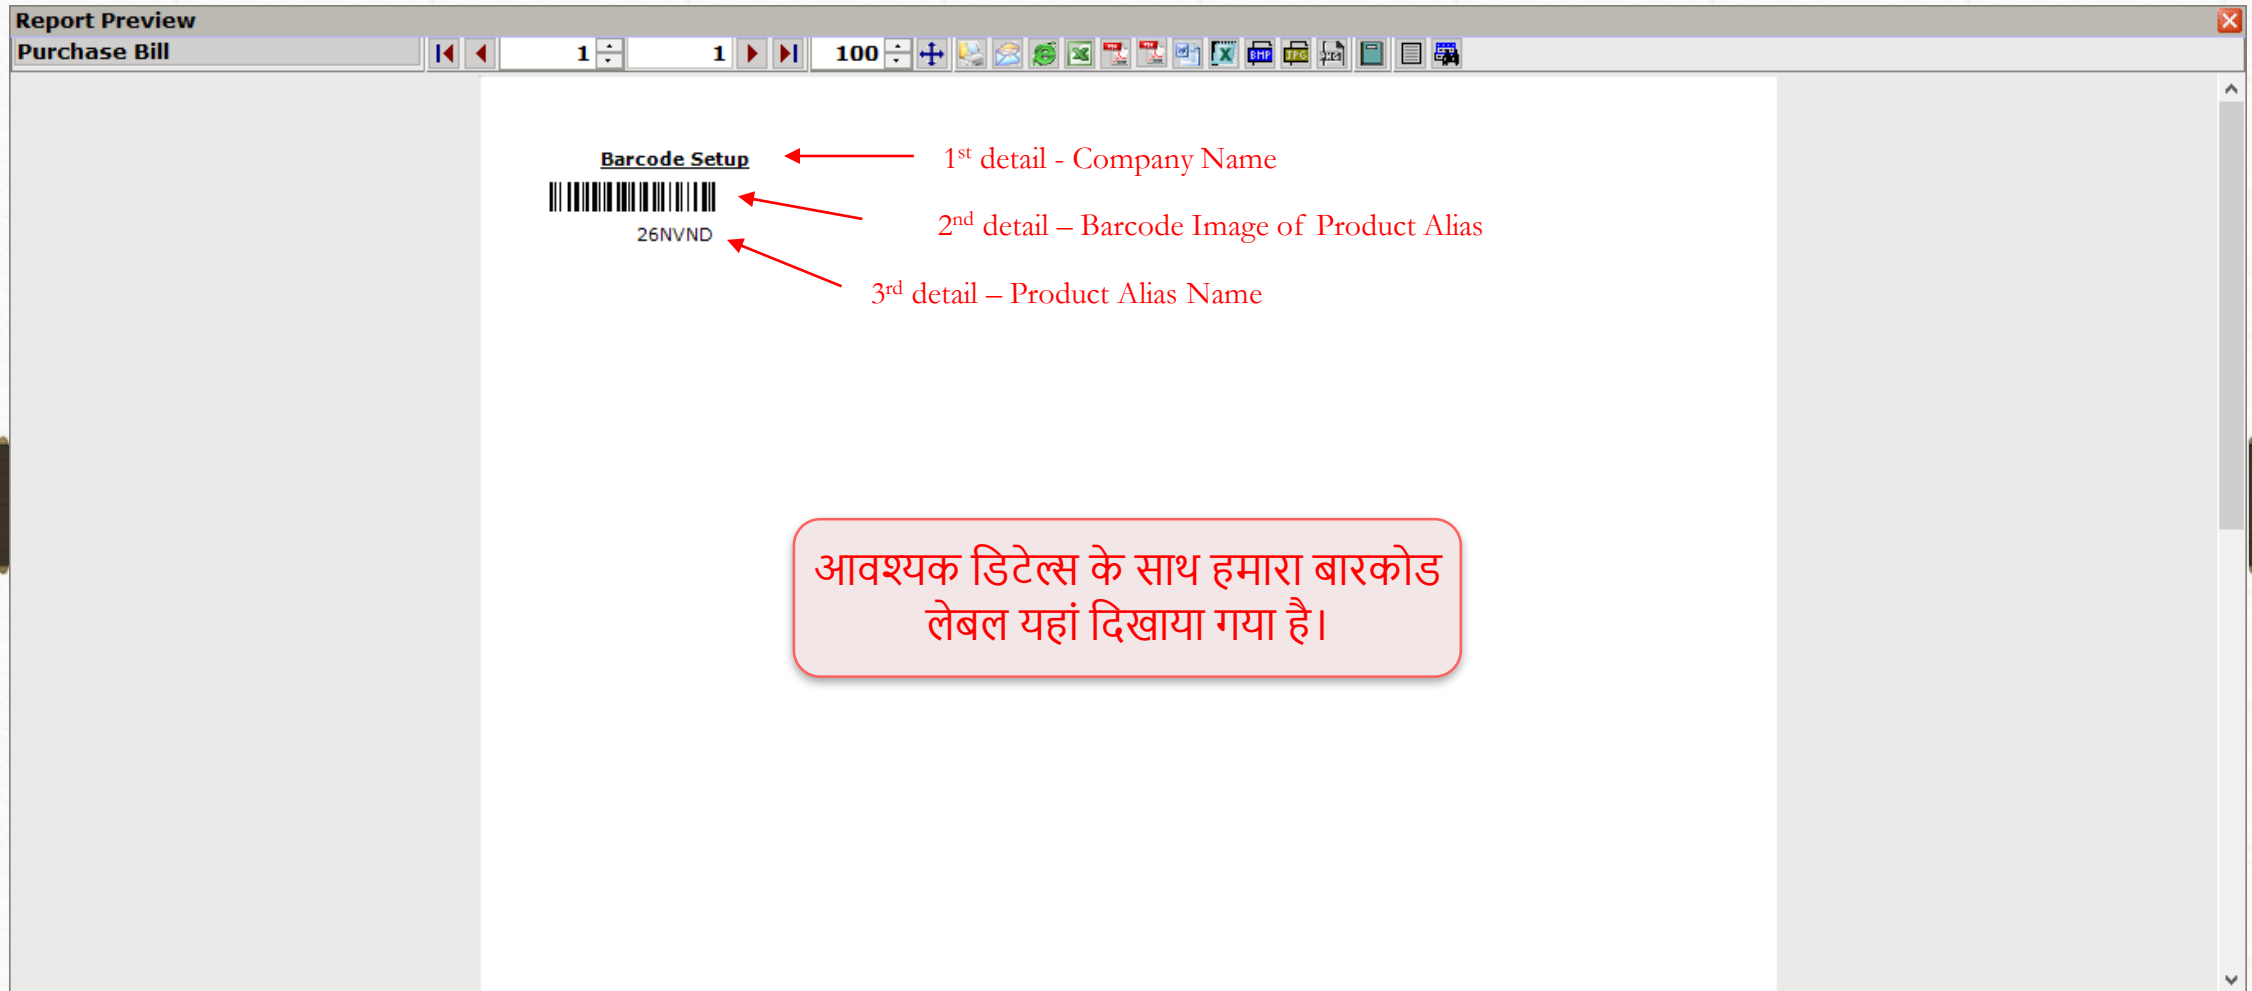 Report Preview
Purchase Bill 1 1 100
Barcode Setup 1st detail - Company Name
2nd detail – Barcode Image of Product Alias
26NVND
3rd detail – Product Alias Name
आवश्यक डिटेल्स के साथ हमारा बारकोड
लेबल यहां दिखाया गया है।